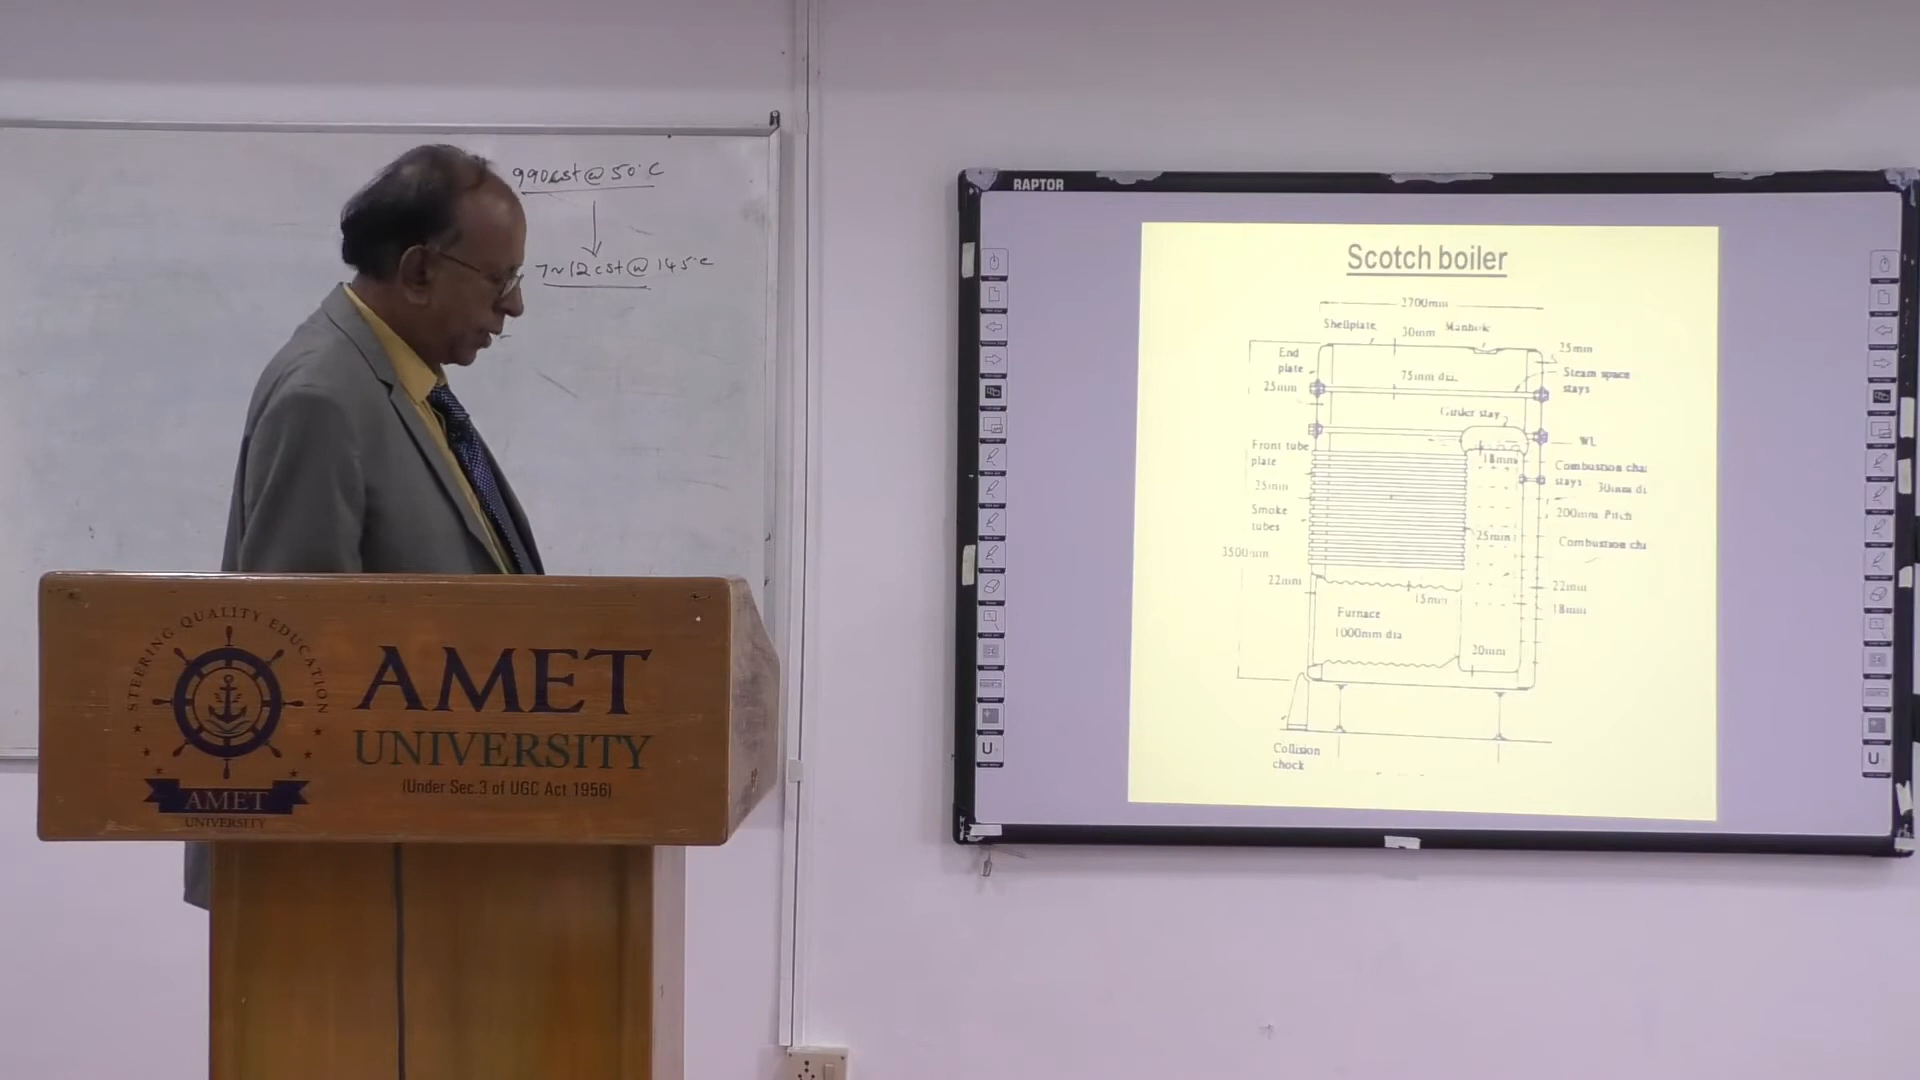 990cst@50°C
7~12cst@145°C
STEERING QUALITY EDUCATION
AMET
UNIVERSITY
AMET
UNIVERSITY
(Under Sec.3 of UGC Act 1956)
RAPTOR
Scotch boiler
2700mm
Shellplate 30mm Manhole
End
plate
25mm
75mm dia.
25mm
Steam space
stays
Girder stay
WL
Front tube
plate
25mm
Smoke
tubes
18mm
Combustion cha
stays 30mm di
200mm Pitch
25mm
Combustion cha
3500mm
22mm
15mm
22mm
18mm
Furnace
1000mm dia
20mm
Collision
chock
U
U